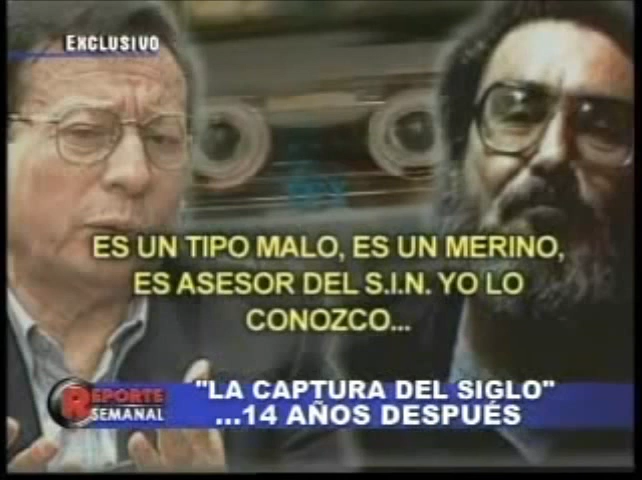 EXCLUSIVO
ES UN TIPO MALO, ES UN MERINO,
ES ASESOR DEL S.I.N. YO LO
CONOZCO...
REPORTE
SEMANAL
"LA CAPTURA DEL SIGLO"
...14 AÑOS DESPUÉS